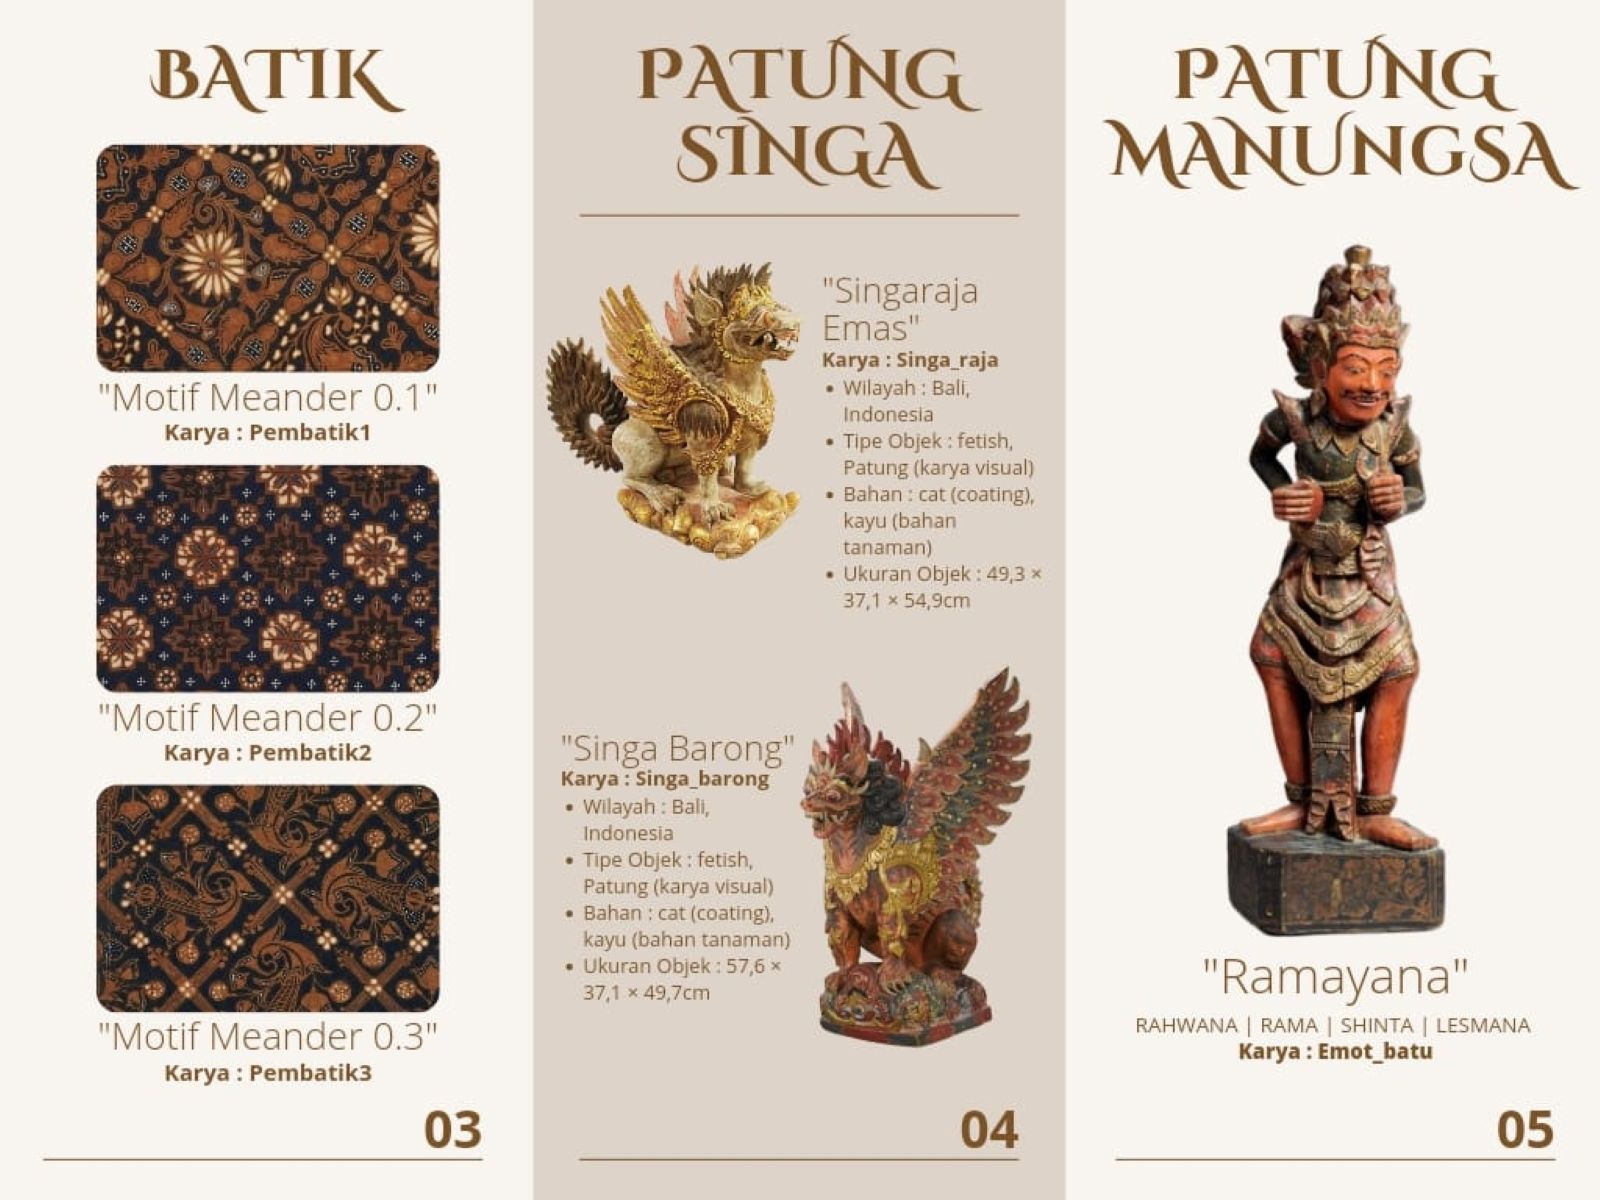 BATIK
"Motif Meander 0.1"
Karya : Pembatik1
"Motif Meander 0.2"
Karya : Pembatik2
"Motif Meander 0.3"
Karya : Pembatik3
03
PATUNG
SINGA
"Singaraja
Emas"
Karya : Singa_raja
• Wilayah : Bali,
Indonesia
• Tipe Objek : fetish,
Patung (karya visual)
• Bahan : cat (coating),
kayu (bahan
tanaman)
• Ukuran Objek : 49,3 ×
37,1 × 54,9cm
"Singa Barong"
Karya : Singa_barong
• Wilayah : Bali,
Indonesia
• Tipe Objek : fetish,
Patung (karya visual)
• Bahan : cat (coating),
kayu (bahan tanaman)
• Ukuran Objek : 57,6 ×
37,1 × 49,7cm
04
PATUNG
MANUNGSA
"Ramayana"
RAHWANA | RAMA | SHINTA | LESMANA
Karya : Emot_batu
05